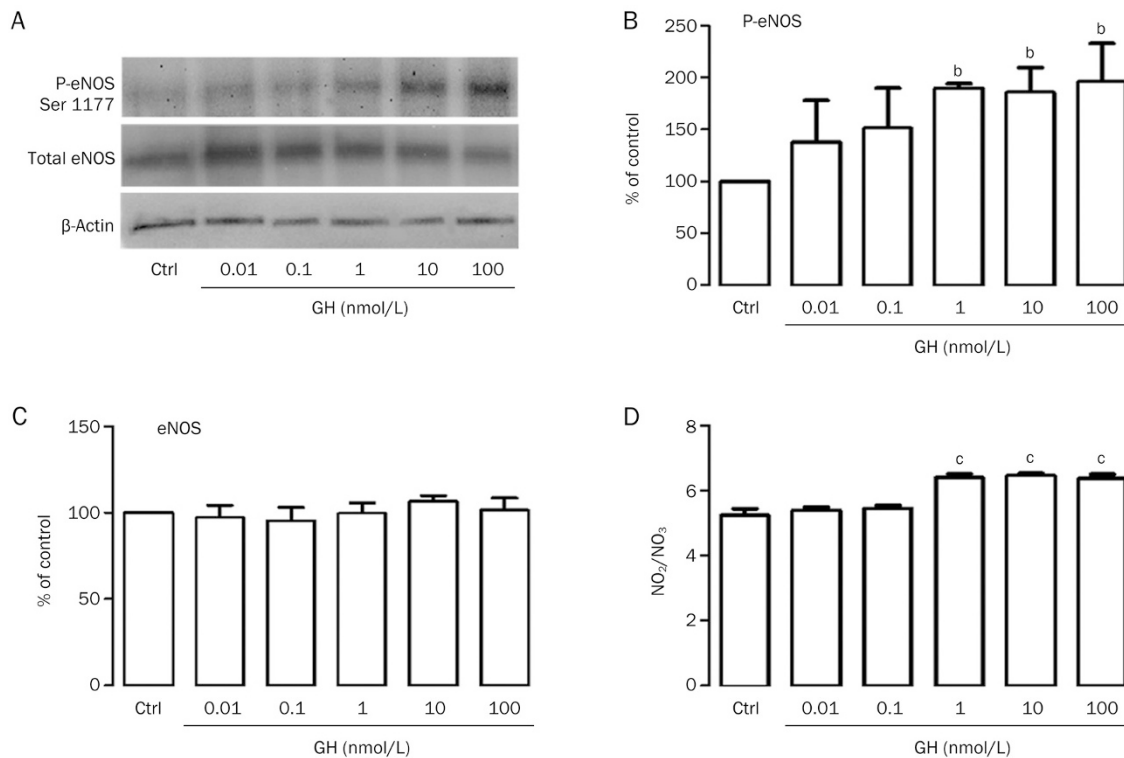 A
P-eNOS
Ser 1177
Total eNOS
β-Actin
Ctrl 0.01 0.1 1 10 100
GH (nmol/L)
B
P-eNOS
% of control
250
200
150
100
50
0
b b b
Ctrl 0.01 0.1 1 10 100
GH (nmol/L)
C
eNOS
% of control
150
100
50
0
Ctrl 0.01 0.1 1 10 100
GH (nmol/L)
D
NO₂/NO₃
8
6
4
2
0
c c c
Ctrl 0.01 0.1 1 10 100
GH (nmol/L)